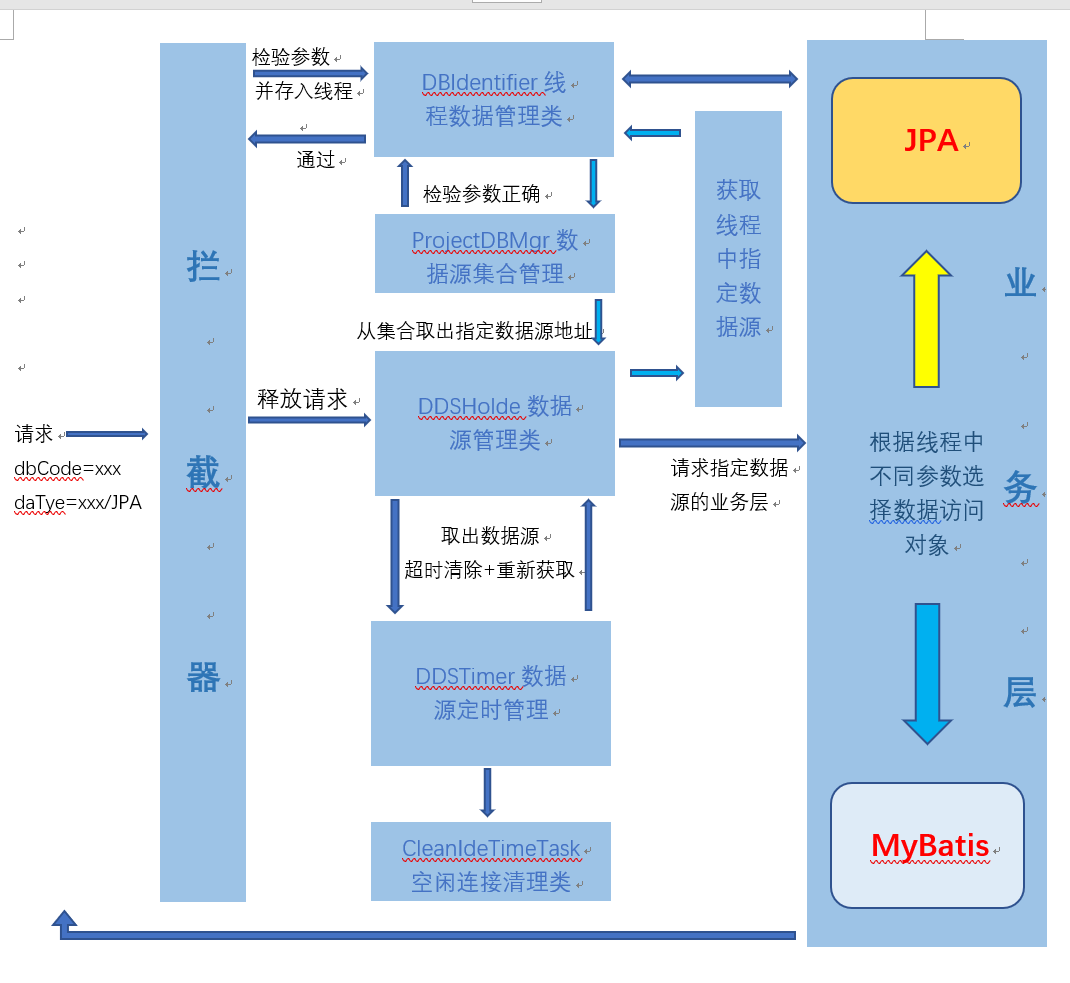 请求
dbCode=xxx
daTye=xxx/JPA
拦
截
器
检验参数
并存入线程
通过
释放请求
DBIdentifier 线
程数据管理类
检验参数正确
ProjectDBMgr 数
据源集合管理
从集合取出指定数据源地址
DDSHolde 数据
源管理类
取出数据源
超时清除+重新获取
DDSTimer 数据
源定时管理
CleanIdeTimeTask
空闲连接清理类
获取
线程
中指
定数
据源
请求指定数据
源的业务层
JPA
根据线程中
不同参数选
择数据访问
对象
MyBatis
业
务
层